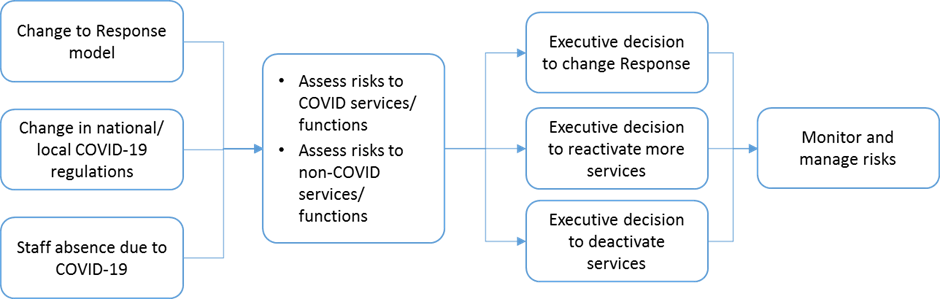 Change to Response
model
Change in national/
local COVID-19
regulations
Staff absence due to
COVID-19
• Assess risks to
COVID services/
functions
• Assess risks to
non-COVID
services/
functions
Executive decision
to change Response
Executive decision
to reactivate more
services
Executive decision
to deactivate
services
Monitor and
manage risks